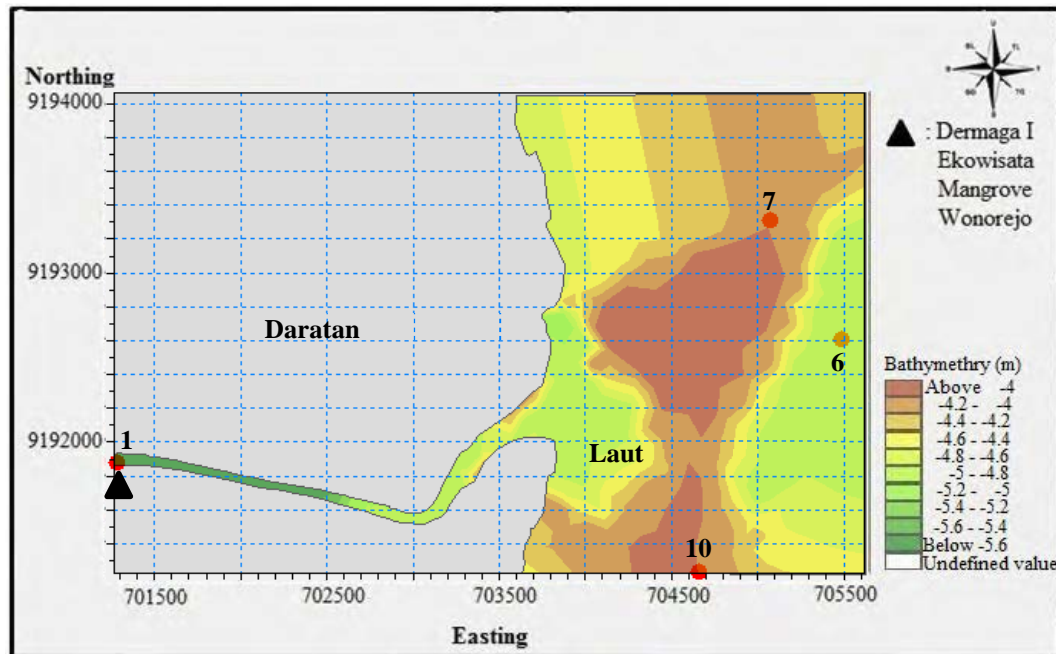 Northing
9194000
9193000
9192000
701500
702500
703500
704500
705500
Easting
Daratan
Laut
1
7
6
10
: Dermaga I
Ekowisata
Mangrove
Wonorejo
Bathymethry (m)
Above -4
-4.2 - -4
-4.4 - -4.2
-4.6 - -4.4
-4.8 - -4.6
-5 - -4.8
-5.2 - -5
-5.4 - -5.2
-5.6 - -5.4
Below -5.6
Undefined value